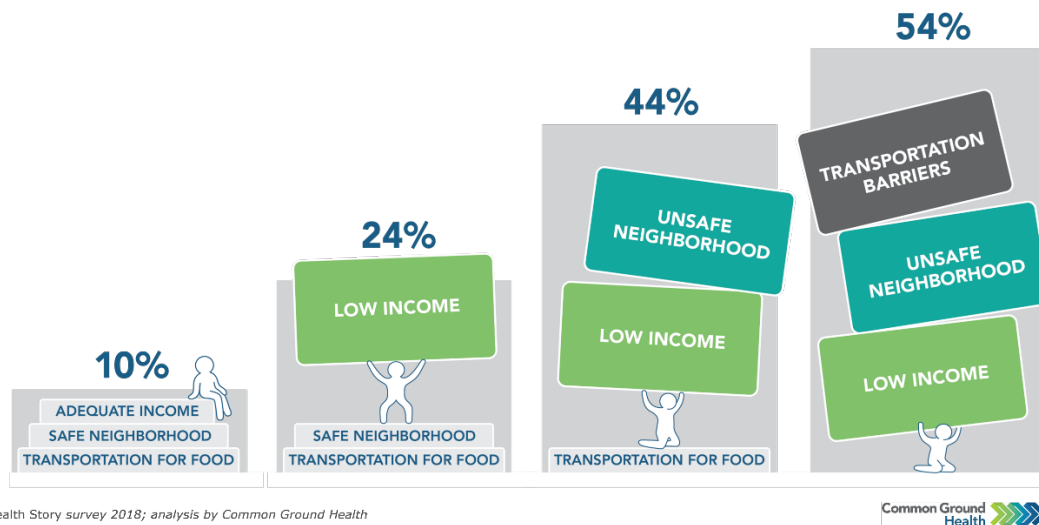 10%
ADEQUATE INCOME
SAFE NEIGHBORHOOD
TRANSPORTATION FOR FOOD
24%
LOW INCOME
SAFE NEIGHBORHOOD
TRANSPORTATION FOR FOOD
44%
UNSAFE
NEIGHBORHOOD
LOW INCOME
TRANSPORTATION FOR FOOD
54%
TRANSPORTATION
BARRIERS
UNSAFE
NEIGHBORHOOD
LOW INCOME
ealth Story survey 2018; analysis by Common Ground Health
Common Ground
Health